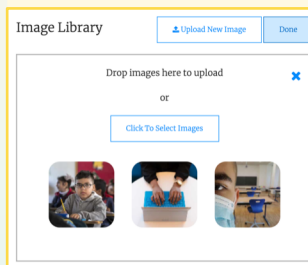 Image Library
Upload New Image
Done
Drop images here to upload
or
Click To Select Images